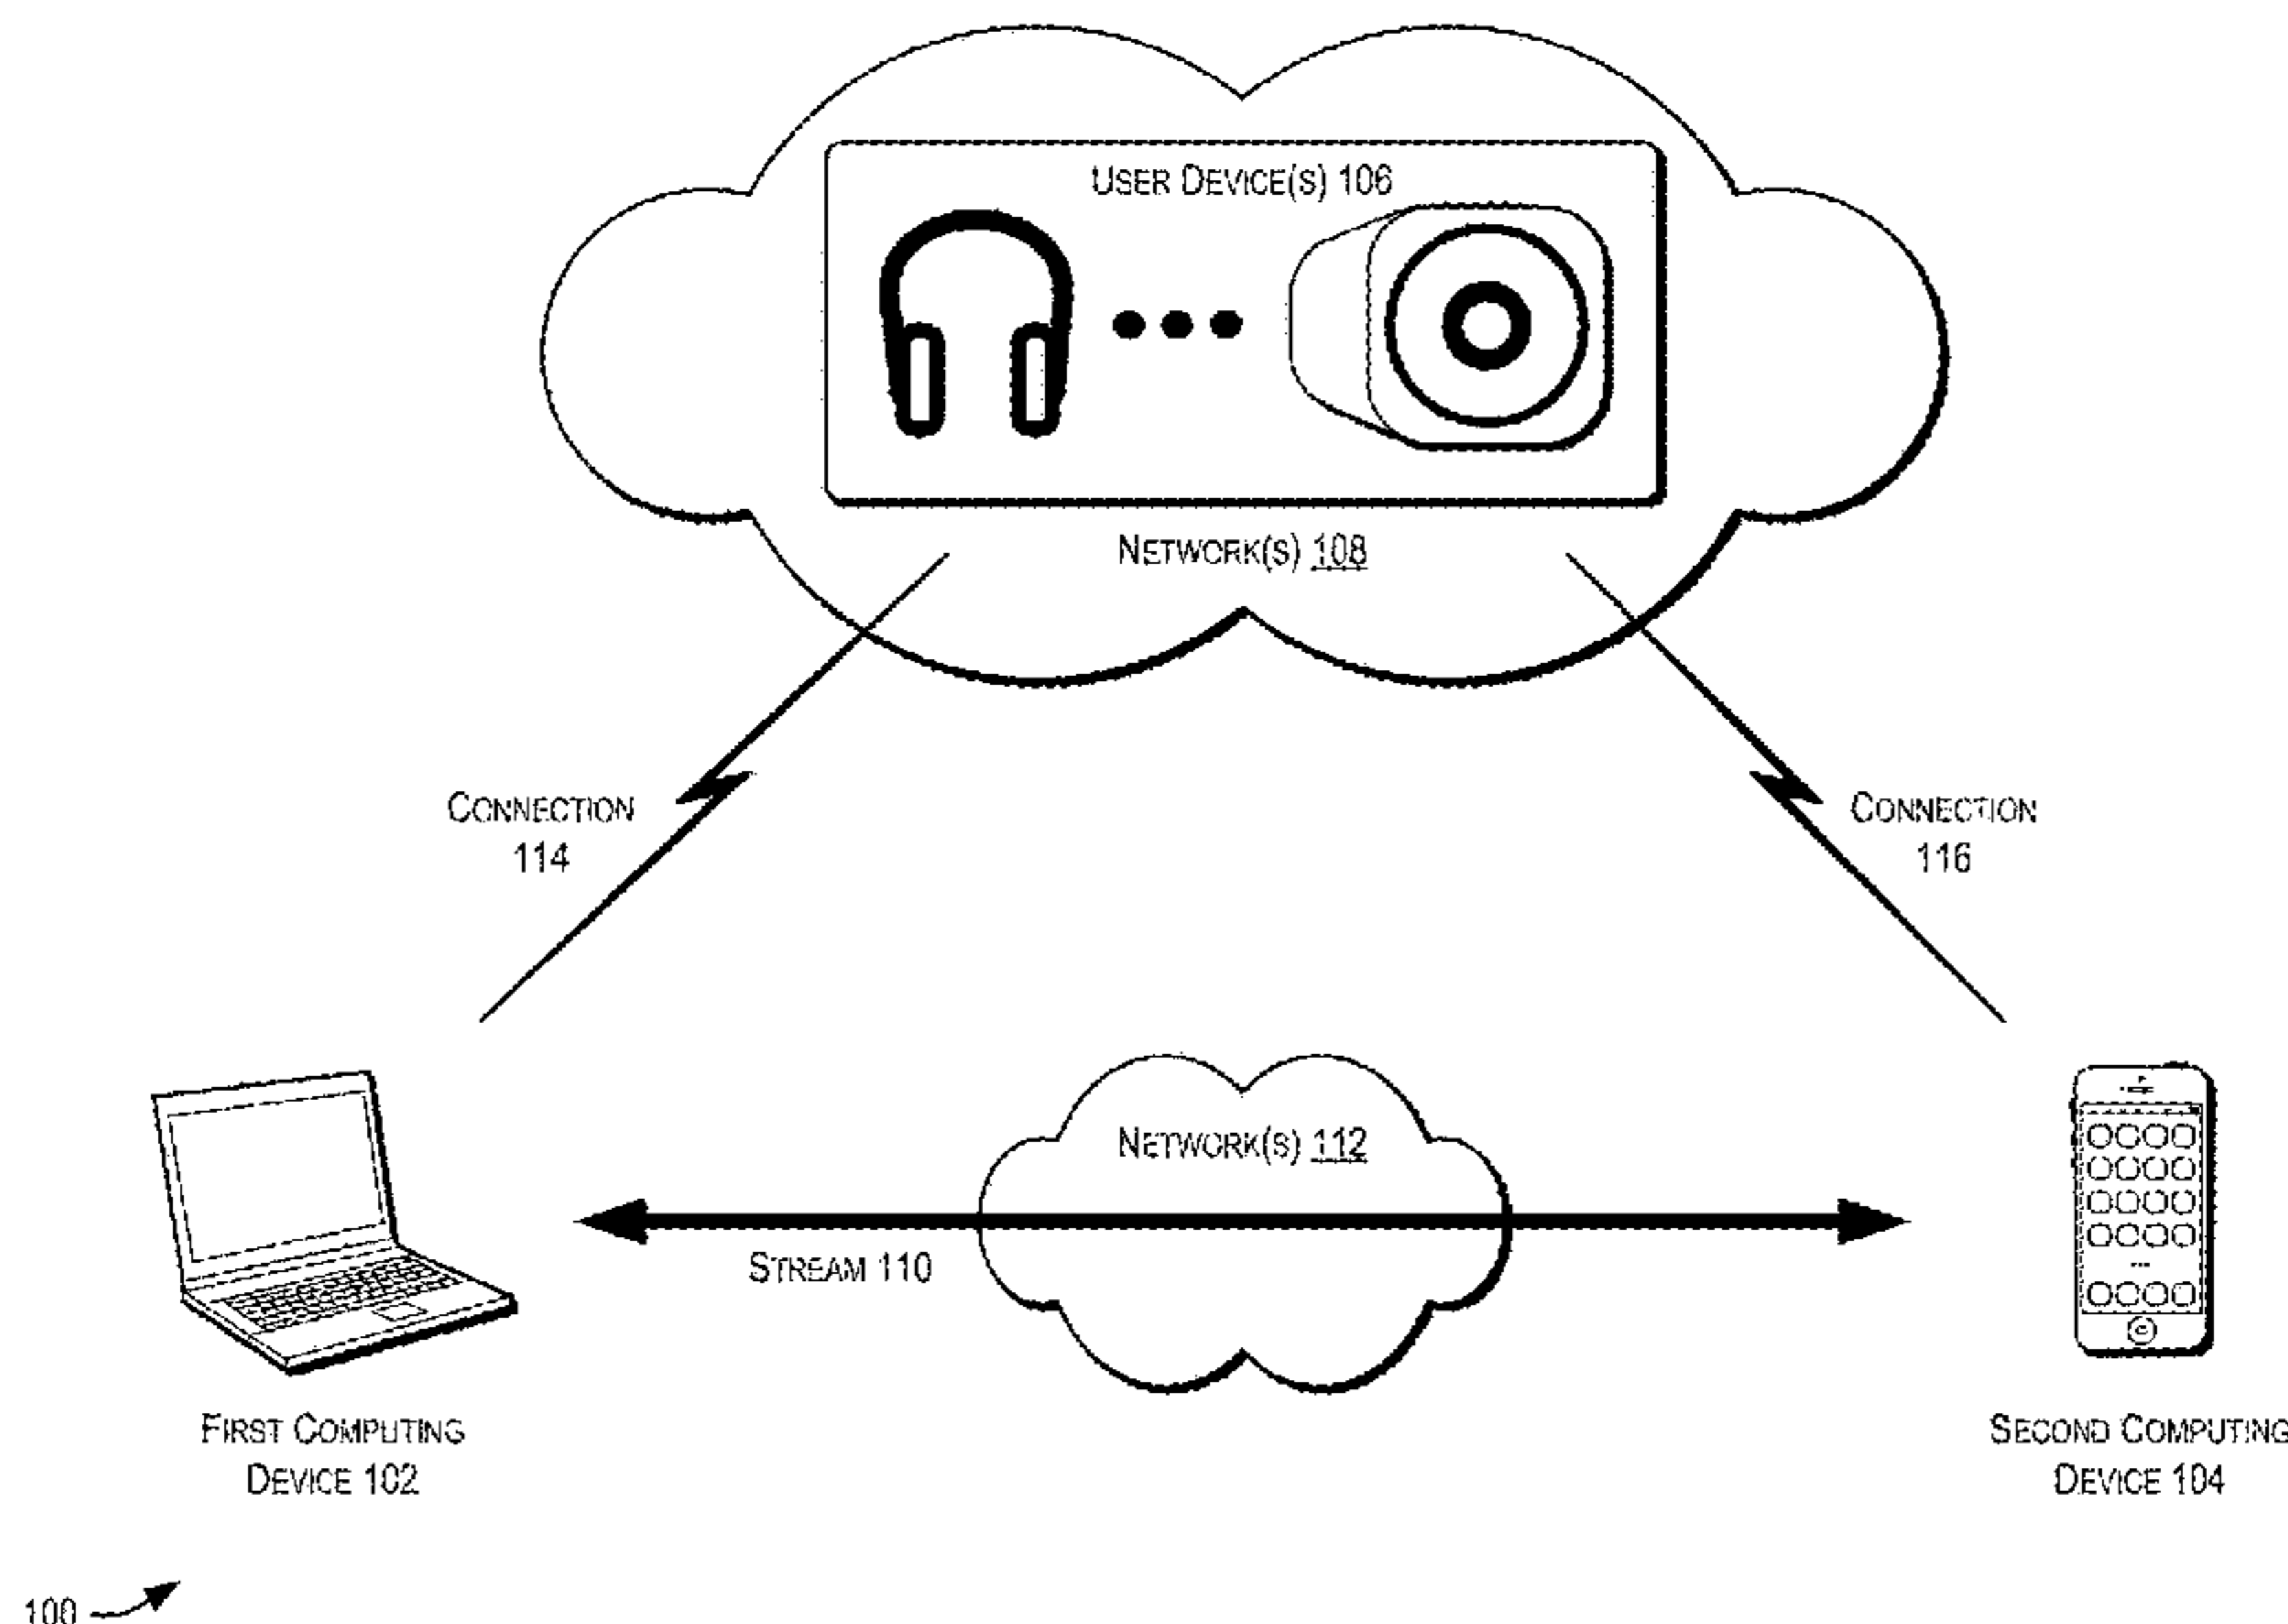 USER DEVICE(S) 106
NETWORK(S) 108
CONNECTION
114
CONNECTION
116
NETWORK(S) 112
STREAM 110
FIRST COMPUTING
DEVICE 102
SECOND COMPUTING
DEVICE 104
100